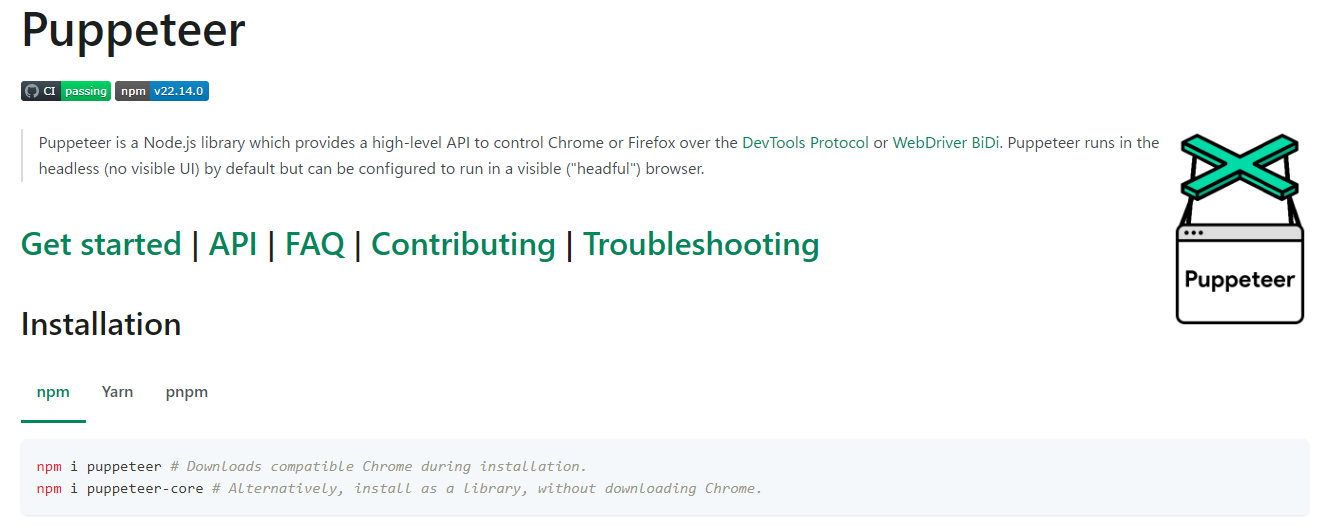 Puppeteer
CI passing npm v22.14.0
Puppeteer is a Node.js library which provides a high-level API to control Chrome or Firefox over the DevTools Protocol or WebDriver BiDi. Puppeteer runs in the
headless (no visible UI) by default but can be configured to run in a visible ("headful") browser.
Puppeteer
Get started | API | FAQ | Contributing | Troubleshooting
Installation
npm Yarn pnpm
npm i puppeteer # Downloads compatible Chrome during installation.
npm i puppeteer-core # Alternatively, install as a library, without downloading Chrome.